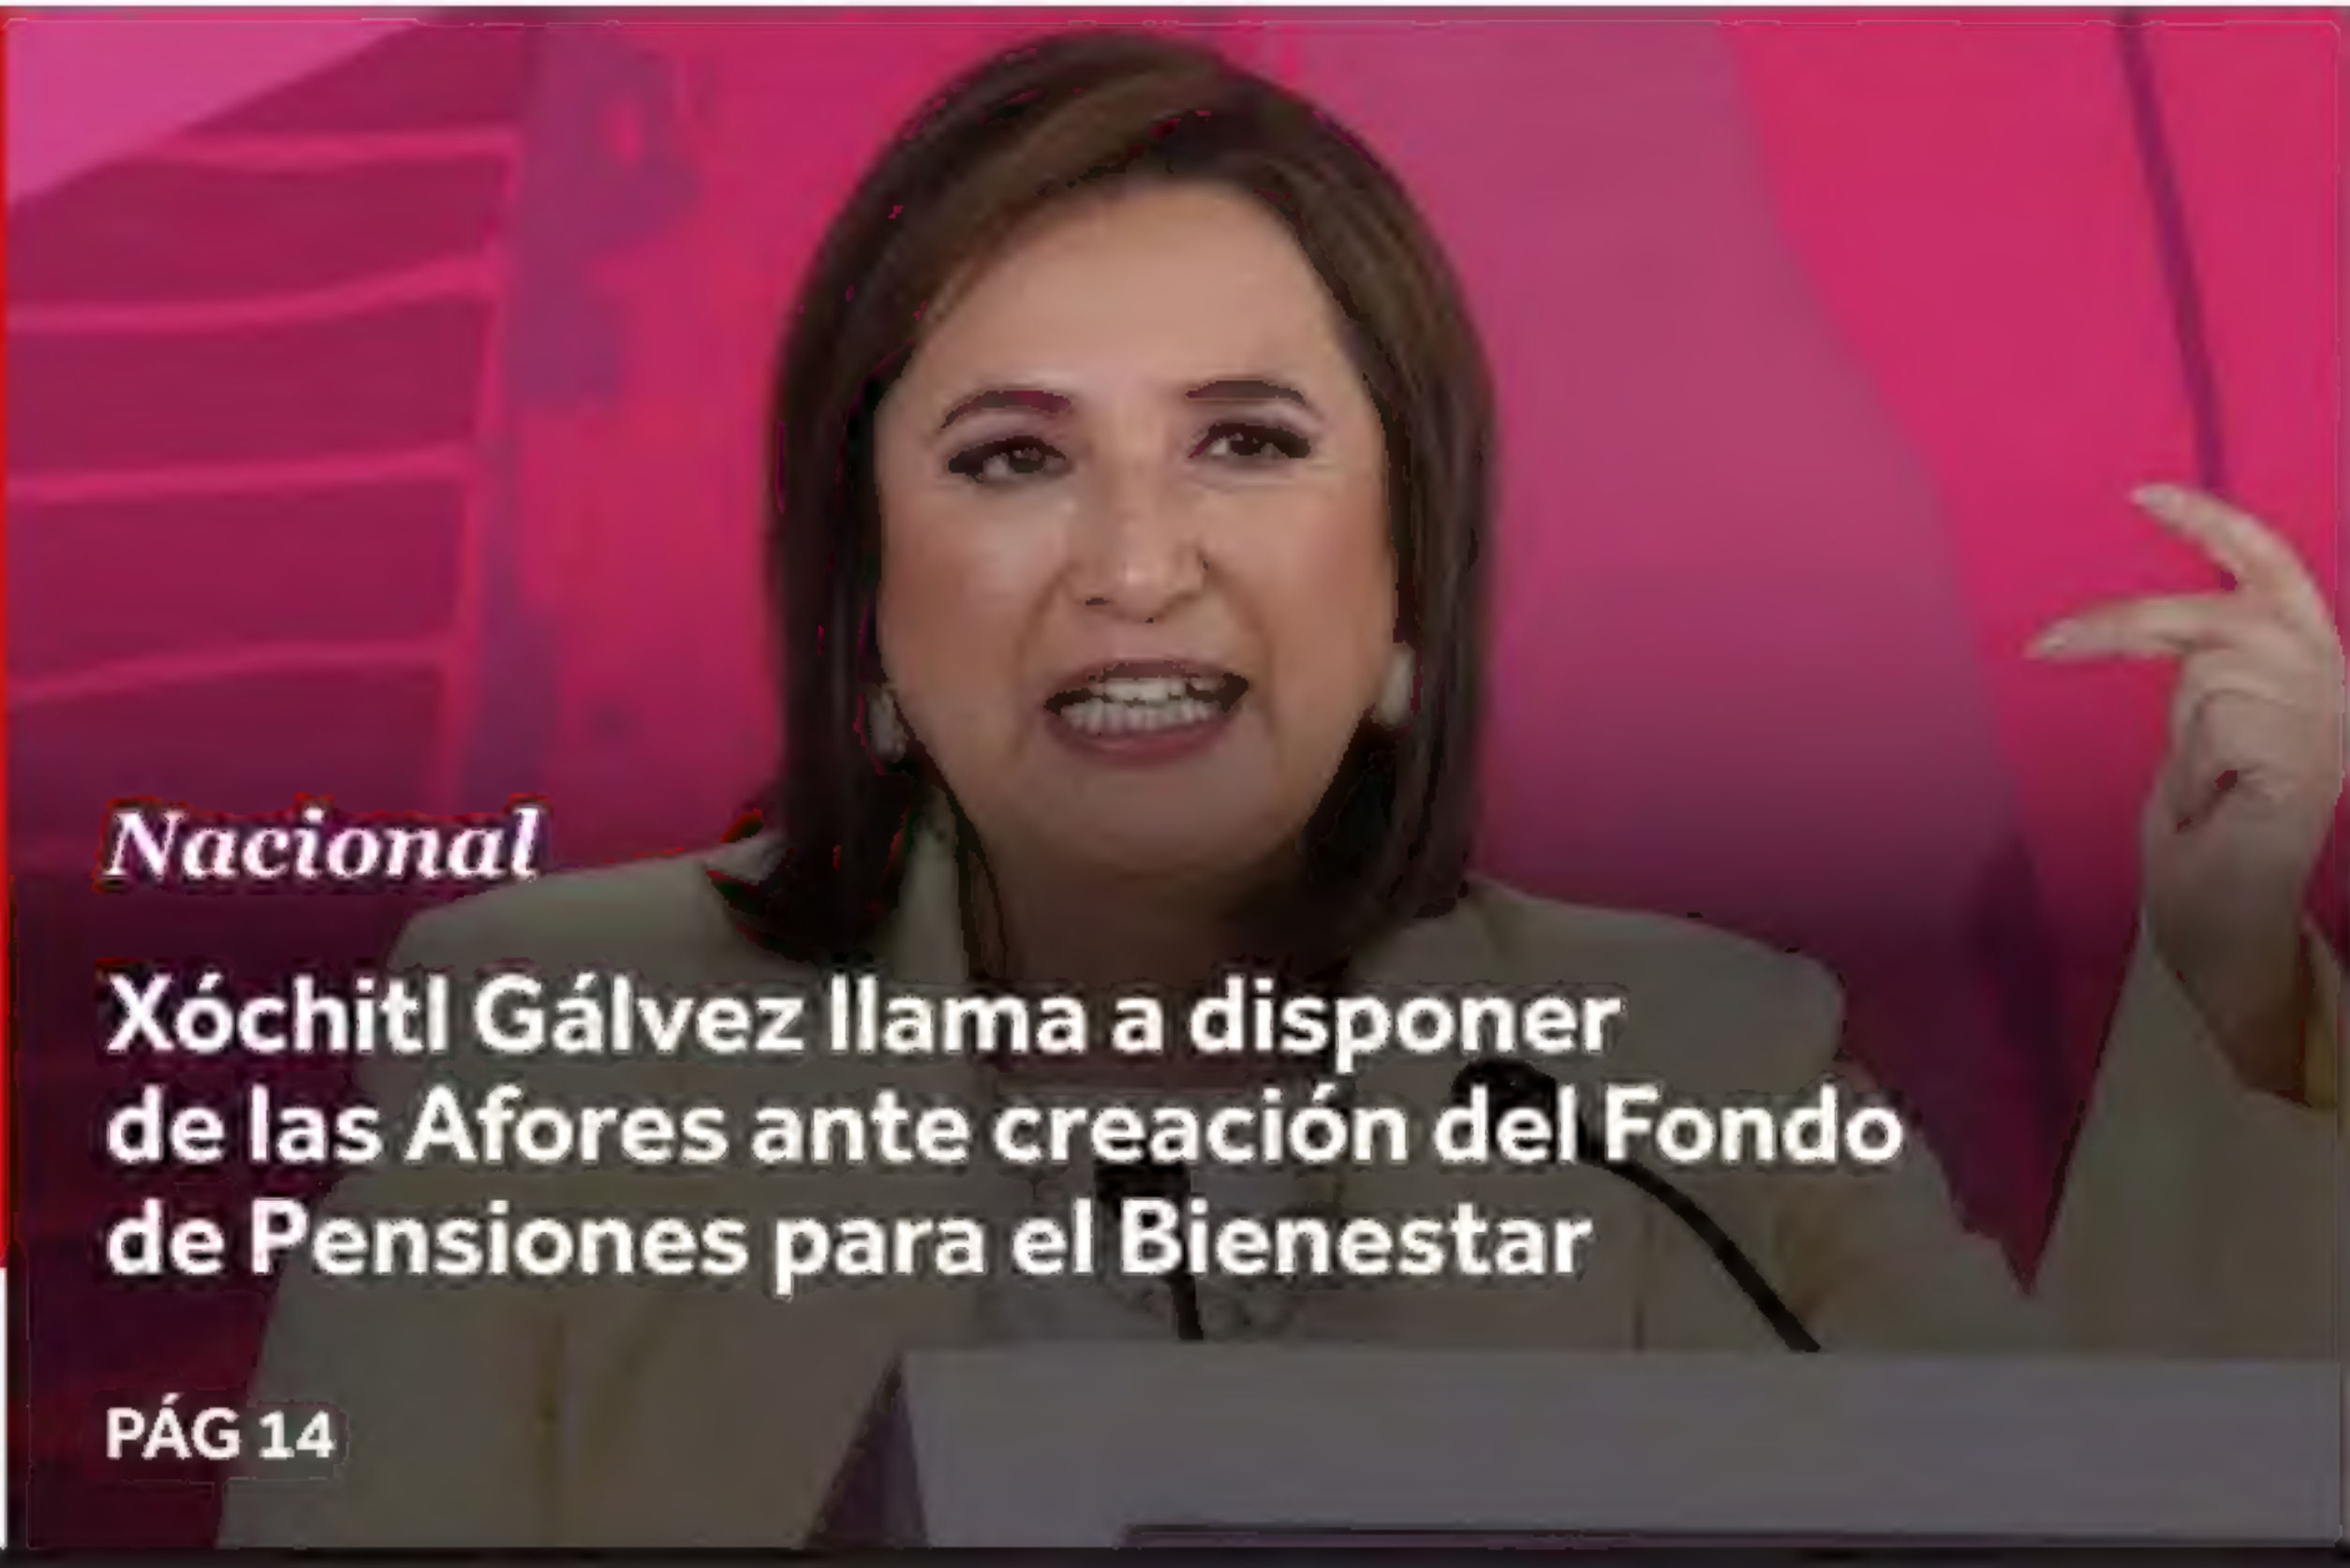 Nacional
Xóchitl Gálvez llama a disponer
de las Afores ante creación del Fondo
de Pensiones para el Bienestar
PÁG 14